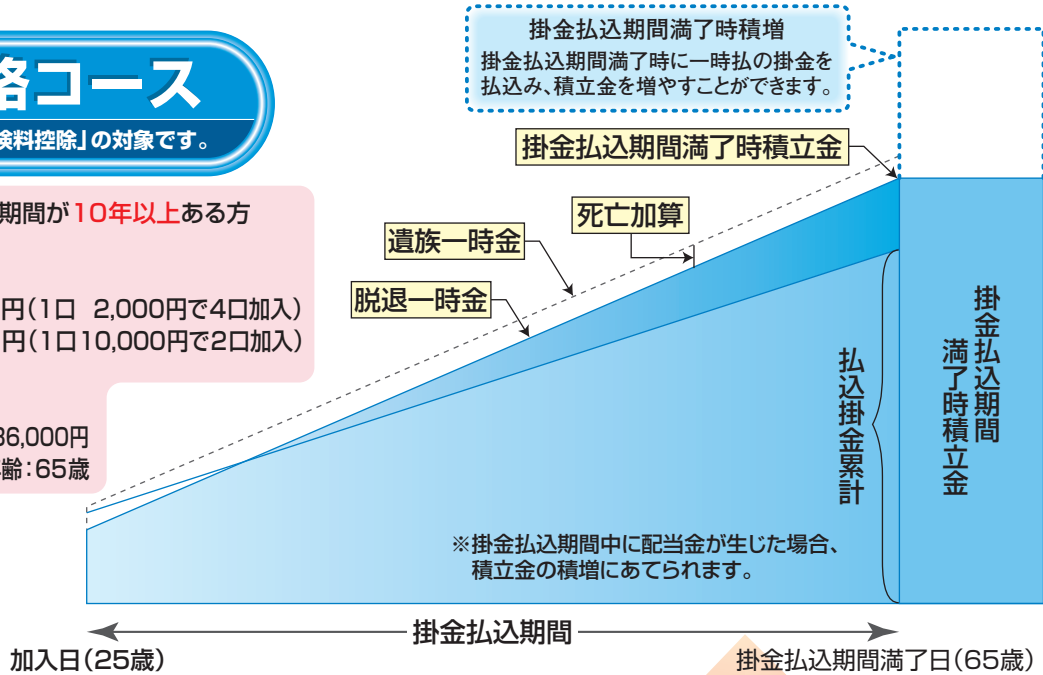 掛金払込期間満了時積増
掛金払込期間満了時に一時払の掛金を
払込み、積立金を増やすことができます。
格コース
険料控除」の対象です。
期間が10年以上ある方
円(1口 2,000円で4口加入)
円(1口10,000円で2口加入)
36,000円
齢:65歳
掛金払込期間満了時積立金
死亡加算
遺族一時金
脱退一時金
払込掛金累計
掛金払込期間
満了時積立金
※掛金払込期間中に配当金が生じた場合、
積立金の積増にあてられます。
掛金払込期間
加入日(25歳)
掛金払込期間満了日(65歳)